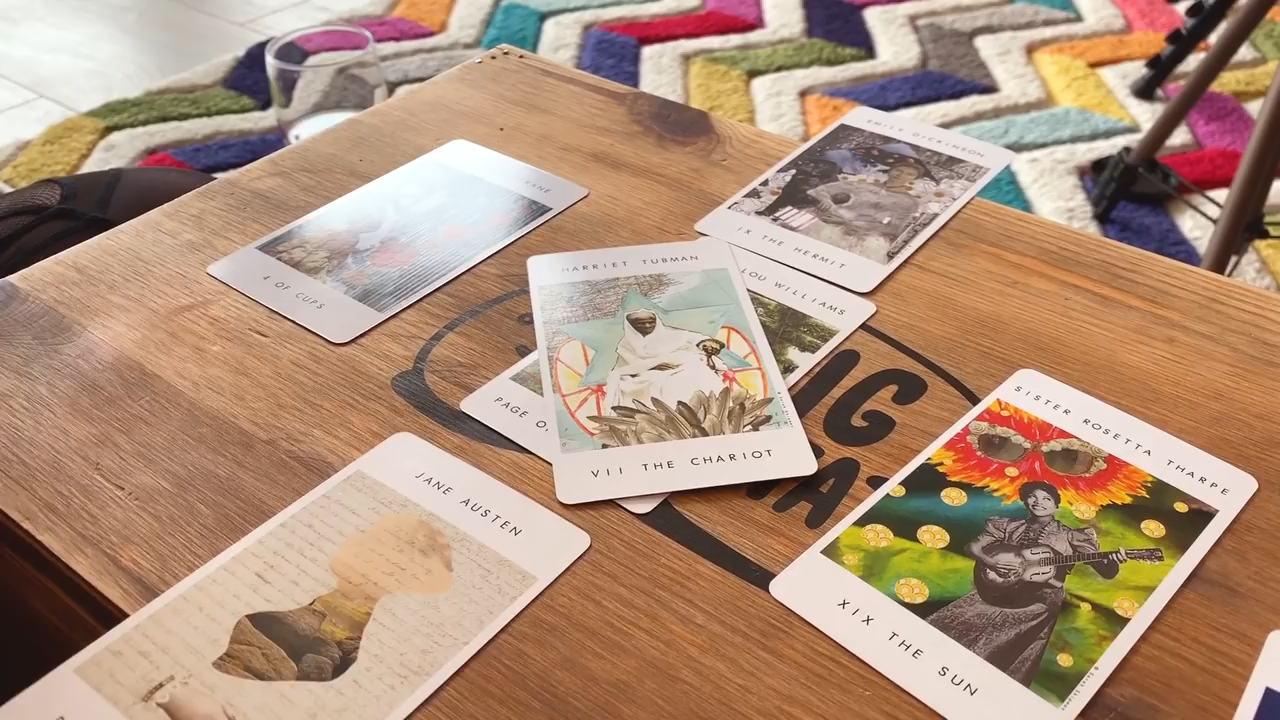 EMILY DICKINSON
IX THE HERMIT
4 OF CUPS
HARRIET TUBMAN
VII THE CHARIOT
LOU WILLIAMS
PAGE
JANE AUSTEN
SISTER ROSETTA THARPE
XIX THE SUN